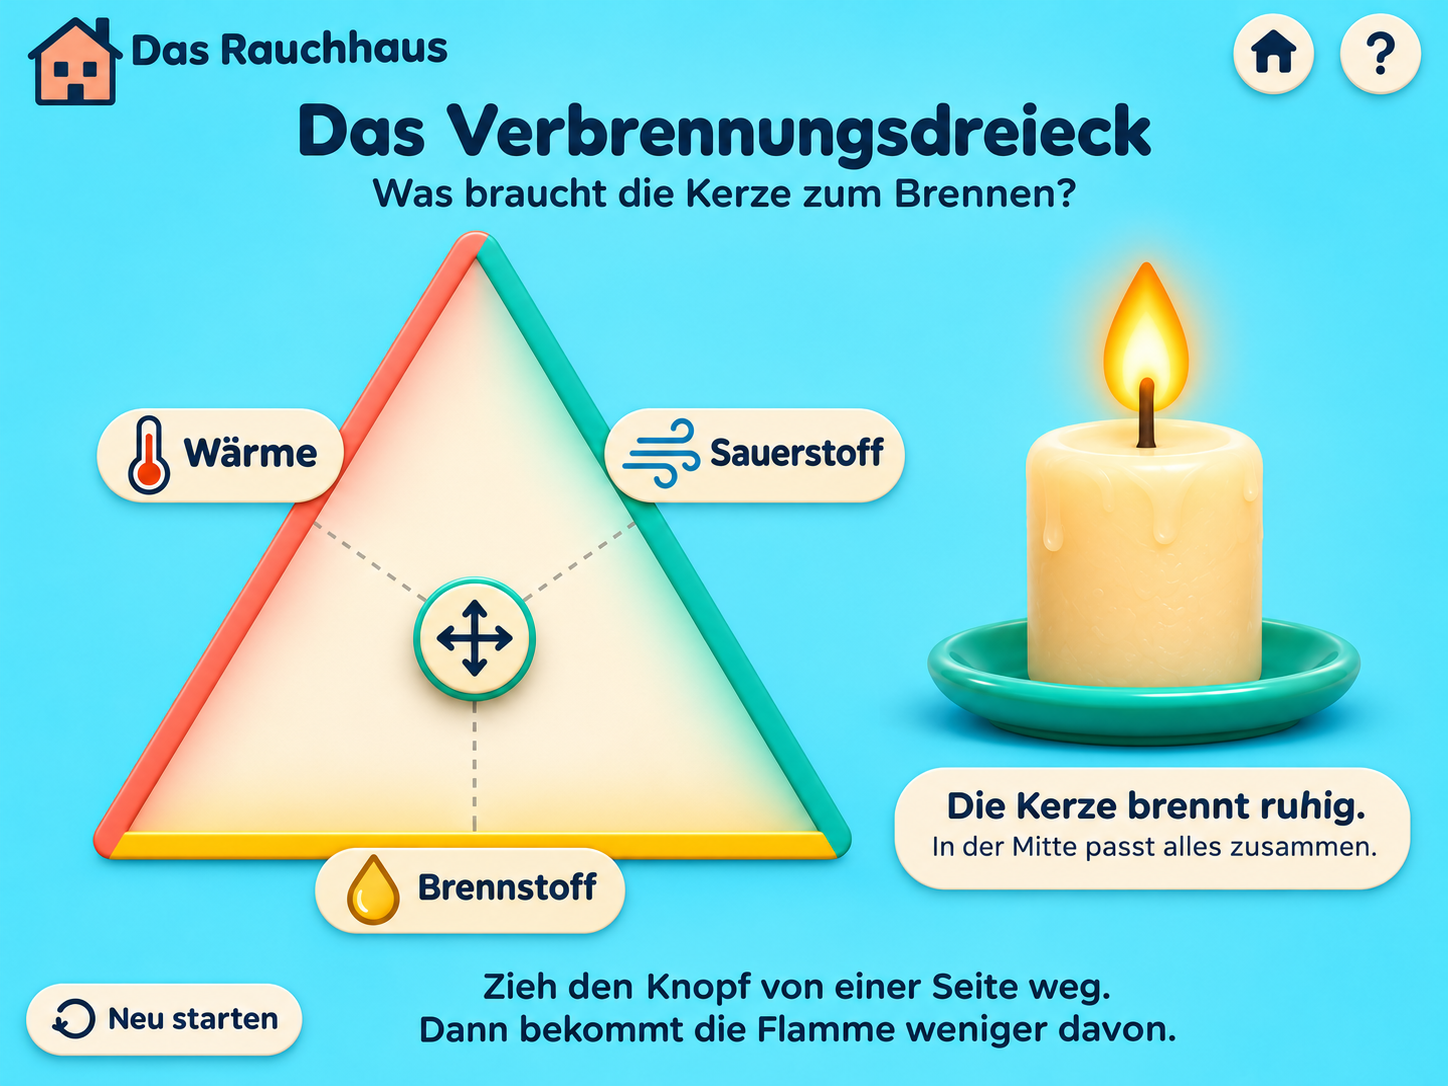 Das Rauchhaus
?
Das Verbrennungsdreieck
Was braucht die Kerze zum Brennen?
Wärme
Sauerstoff
Brennstoff
Die Kerze brennt ruhig.
In der Mitte passt alles zusammen.
Zieh den Knopf von einer Seite weg.
Dann bekommt die Flamme weniger davon.
Neu starten